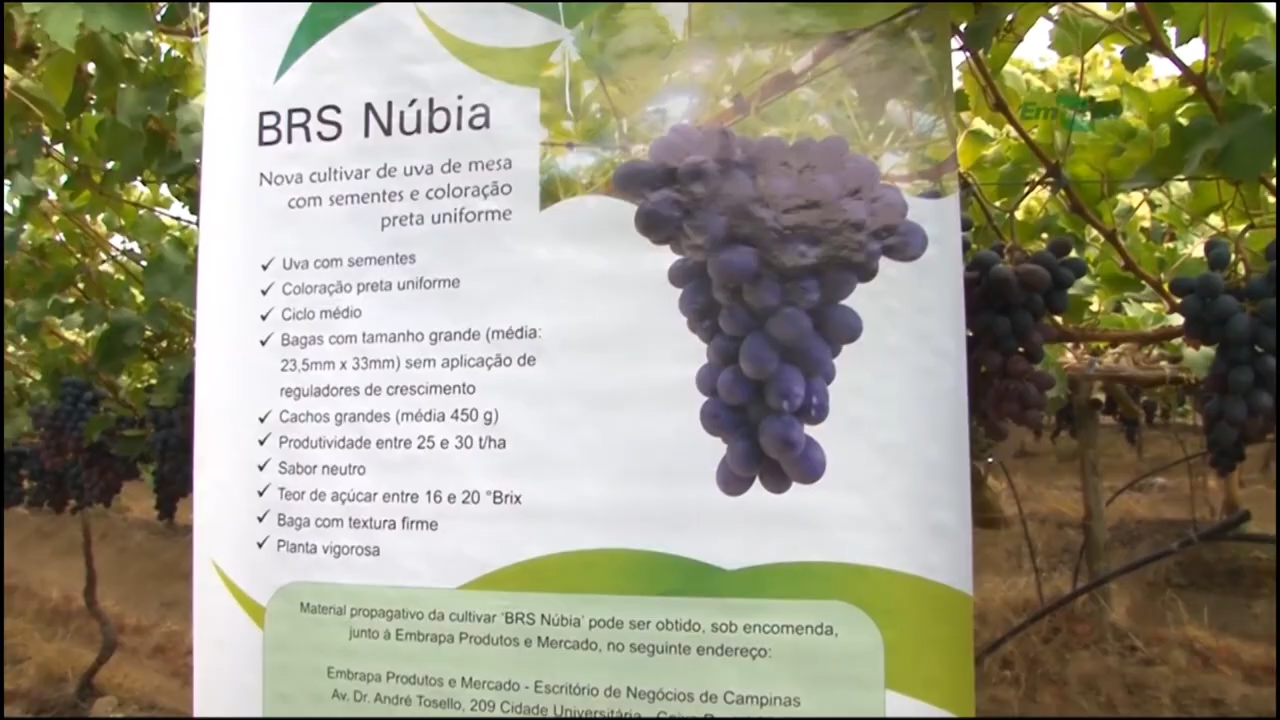 BRS Núbia
Nova cultivar de uva de mesa
com sementes e coloração
preta uniforme
✓ Uva com sementes
✓ Coloração preta uniforme
✓ Ciclo médio
✓ Bagas com tamanho grande (média:
23,5mm x 33mm) sem aplicação de
reguladores de crescimento
✓ Cachos grandes (média 450 g)
✓ Produtividade entre 25 e 30 t/ha
✓ Sabor neutro
✓ Teor de açúcar entre 16 e 20 °Brix
✓ Baga com textura firme
✓ Planta vigorosa
Material propagativo da cultivar 'BRS Núbia' pode ser obtido, sob encomenda,
junto à Embrapa Produtos e Mercado, no seguinte endereço:
Embrapa Produtos e Mercado - Escritório de Negócios de Campinas
Av. Dr. André Tosello, 209 Cidade Universitária